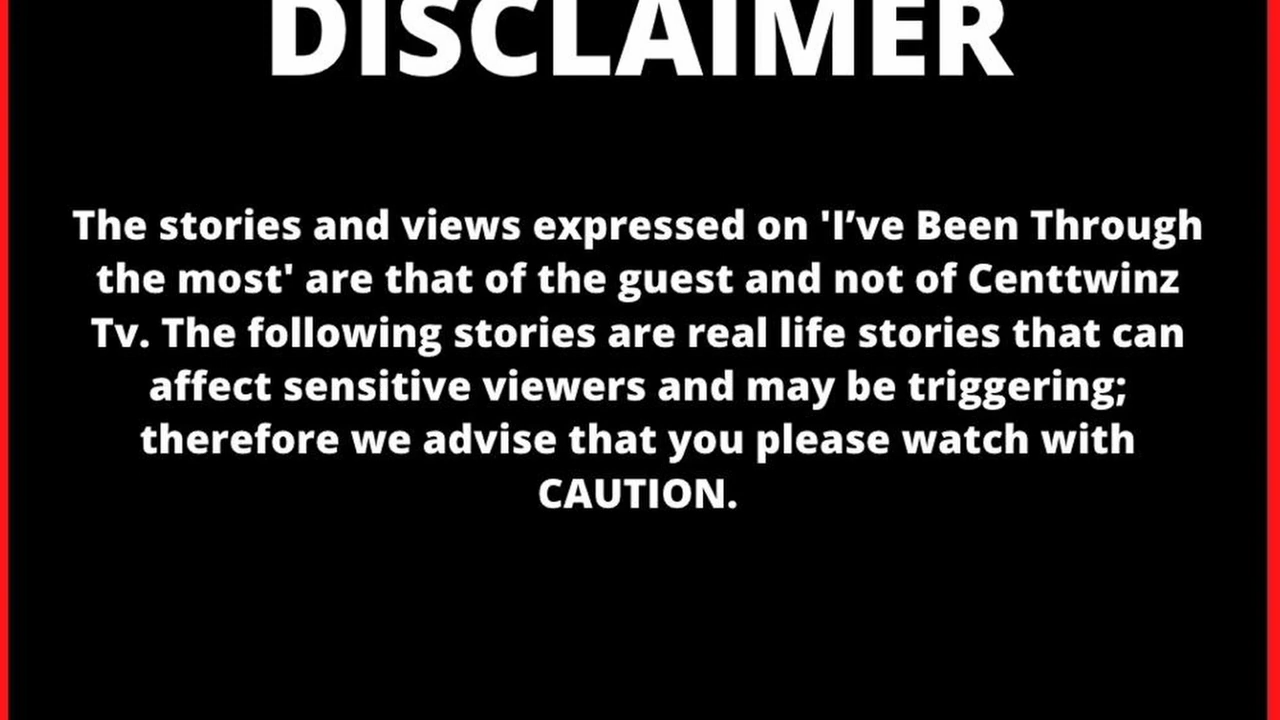 DISCLAIMER
The stories and views expressed on 'I’ve Been Through
the most' are that of the guest and not of Centtwinz
Tv. The following stories are real life stories that can
affect sensitive viewers and may be triggering;
therefore we advise that you please watch with
CAUTION.